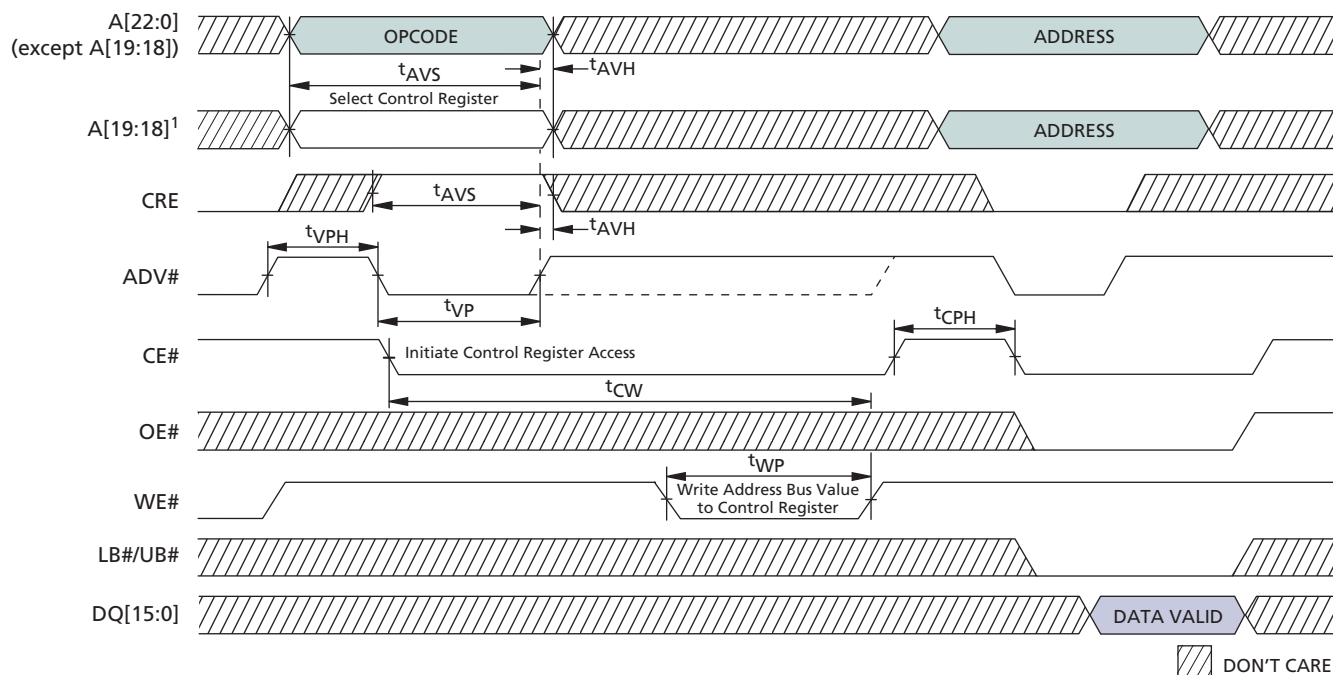 A[22:0]
(except A[19:18])
OPCODE
ADDRESS
tAVS
tAVH
Select Control Register
A[19:18]1
ADDRESS
CRE
tAVS
tAVH
tVPH
ADV#
tVP
tCPH
CE#
Initiate Control Register Access
tCW
OE#
tWP
WE#
Write Address Bus Value
to Control Register
LB#/UB#
DQ[15:0]
DATA VALID
DON'T CARE